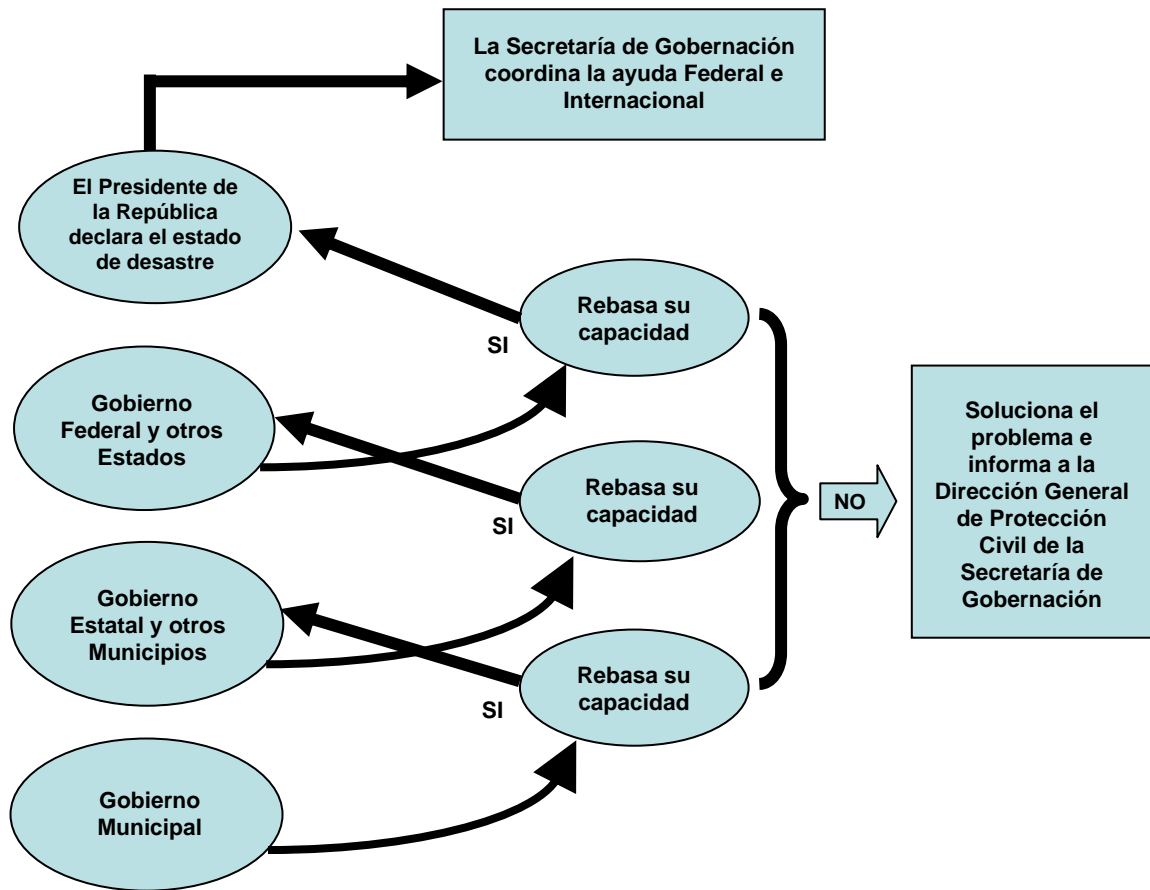 La Secretaría de Gobernación
coordina la ayuda Federal e
Internacional
El Presidente de
la República
declara el estado
de desastre
Rebasa su
capacidad
SI
Gobierno
Federal y otros
Estados
Rebasa su
capacidad
SI
Gobierno
Estatal y otros
Municipios
Rebasa su
capacidad
SI
Gobierno
Municipal
NO
Soluciona el
problema e
informa a la
Dirección General
de Protección
Civil de la
Secretaría de
Gobernación